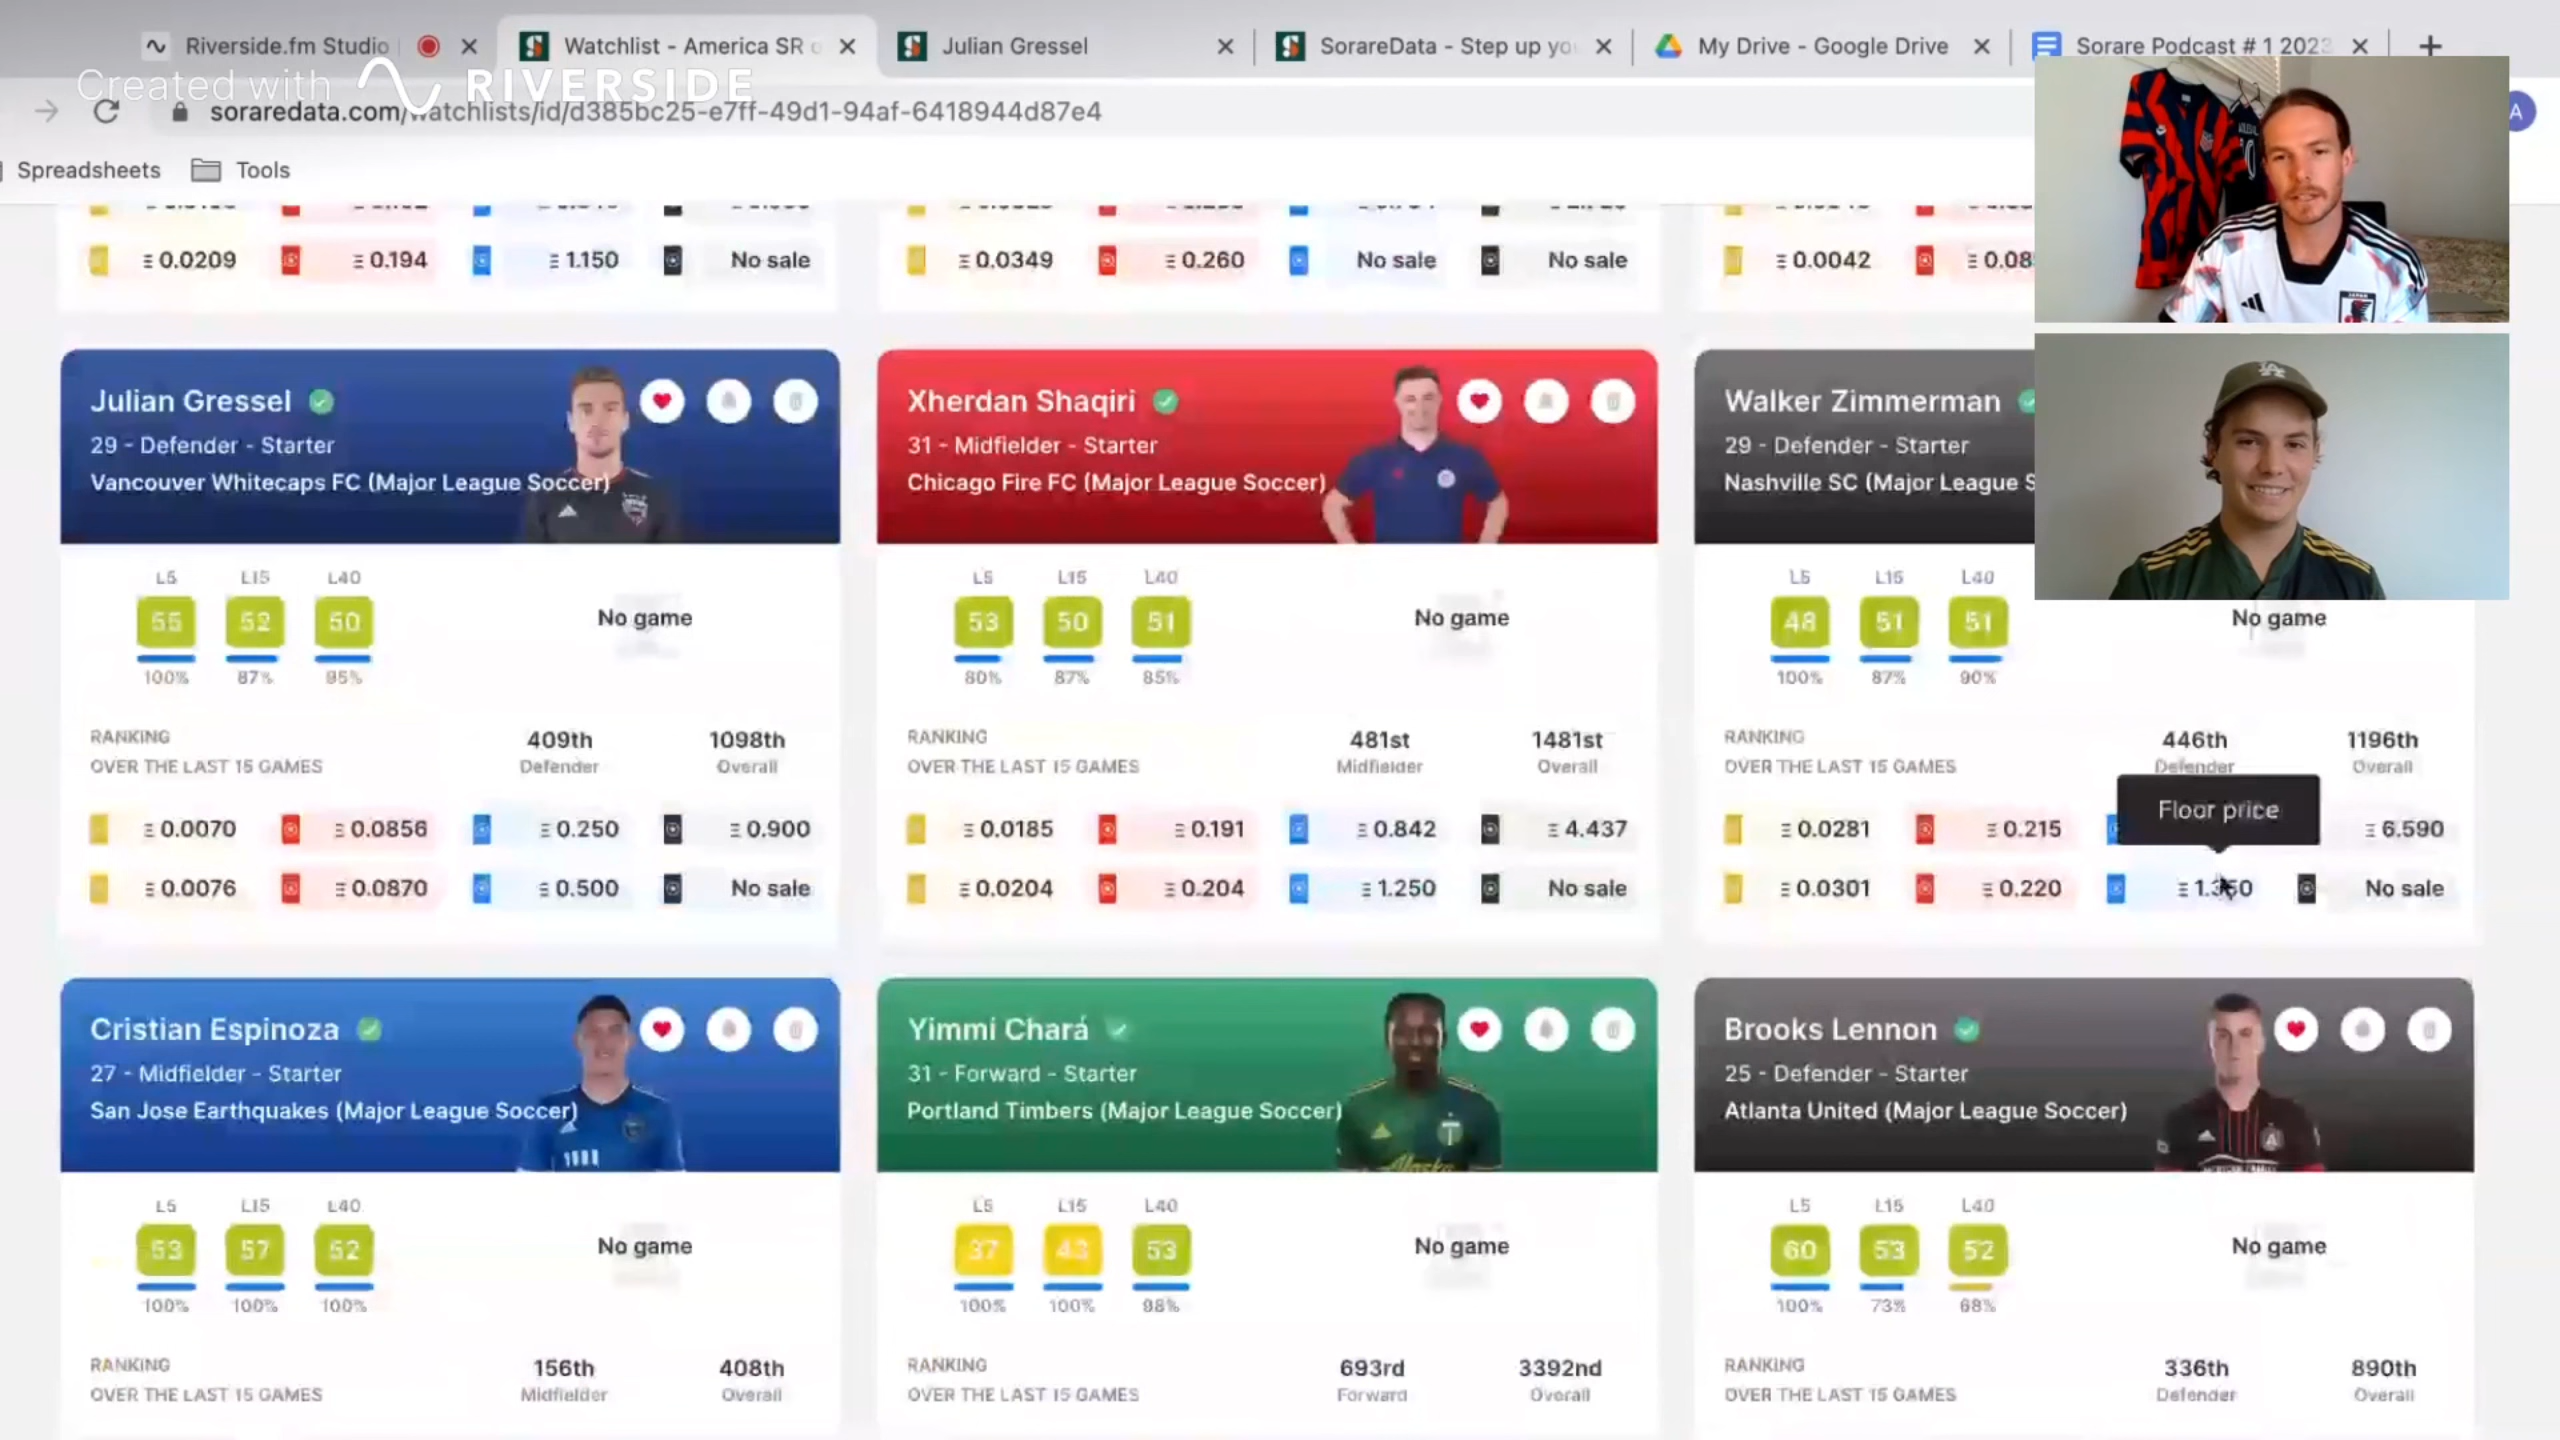 Riverside.fm Studio
Watchlist - America SR
Julian Gressel
SorareData - Step up yo
My Drive - Google Drive
Sorare Podcast # 1 2023
Created with RIVERSIDE
soraredata.com/watchlists/id/d385bc25-e7ff-49d1-94af-6418944d87e4
A
Spreadsheets Tools
Ξ 0.0209 Ξ 0.194 Ξ 1.150 No sale
Ξ 0.0349 Ξ 0.260 No sale No sale
Ξ 0.0042 Ξ 0.08
Julian Gressel
29 - Defender - Starter
Vancouver Whitecaps FC (Major League Soccer)
L5 L15 L40
55 52 50
100% 87% 95%
No game
RANKING
OVER THE LAST 15 GAMES
409th 1098th
Defender Overall
Ξ 0.0070 Ξ 0.0856 Ξ 0.250 Ξ 0.900
Ξ 0.0076 Ξ 0.0870 Ξ 0.500 No sale
Xherdan Shaqiri
31 - Midfielder - Starter
Chicago Fire FC (Major League Soccer)
L5 L15 L40
53 50 51
80% 87% 85%
No game
RANKING
OVER THE LAST 15 GAMES
481st 1481st
Midfielder Overall
Ξ 0.0185 Ξ 0.191 Ξ 0.842 Ξ 4.437
Ξ 0.0204 Ξ 0.204 Ξ 1.250 No sale
Walker Zimmerman
29 - Defender - Starter
Nashville SC (Major League S
L5 L15 L40
48 51 51
100% 87% 90%
No game
RANKING
OVER THE LAST 15 GAMES
446th 1196th
Defender Overall
Floor price
Ξ 0.0281 Ξ 0.215 Ξ 6.590
Ξ 0.0301 Ξ 0.220 No sale
Cristian Espinoza
27 - Midfielder - Starter
San Jose Earthquakes (Major League Soccer)
L5 L15 L40
53 57 52
100% 100% 100%
No game
RANKING
OVER THE LAST 15 GAMES
156th 408th
Midfielder Overall
Yimmi Chará
31 - Forward - Starter
Portland Timbers (Major League Soccer)
L5 L15 L40
37 43 53
100% 100% 98%
No game
RANKING
OVER THE LAST 15 GAMES
693rd 3392nd
Forward Overall
Brooks Lennon
25 - Defender - Starter
Atlanta United (Major League Soccer)
L5 L15 L40
60 53 52
100% 73% 68%
No game
RANKING
OVER THE LAST 15 GAMES
336th 890th
Defender Overall